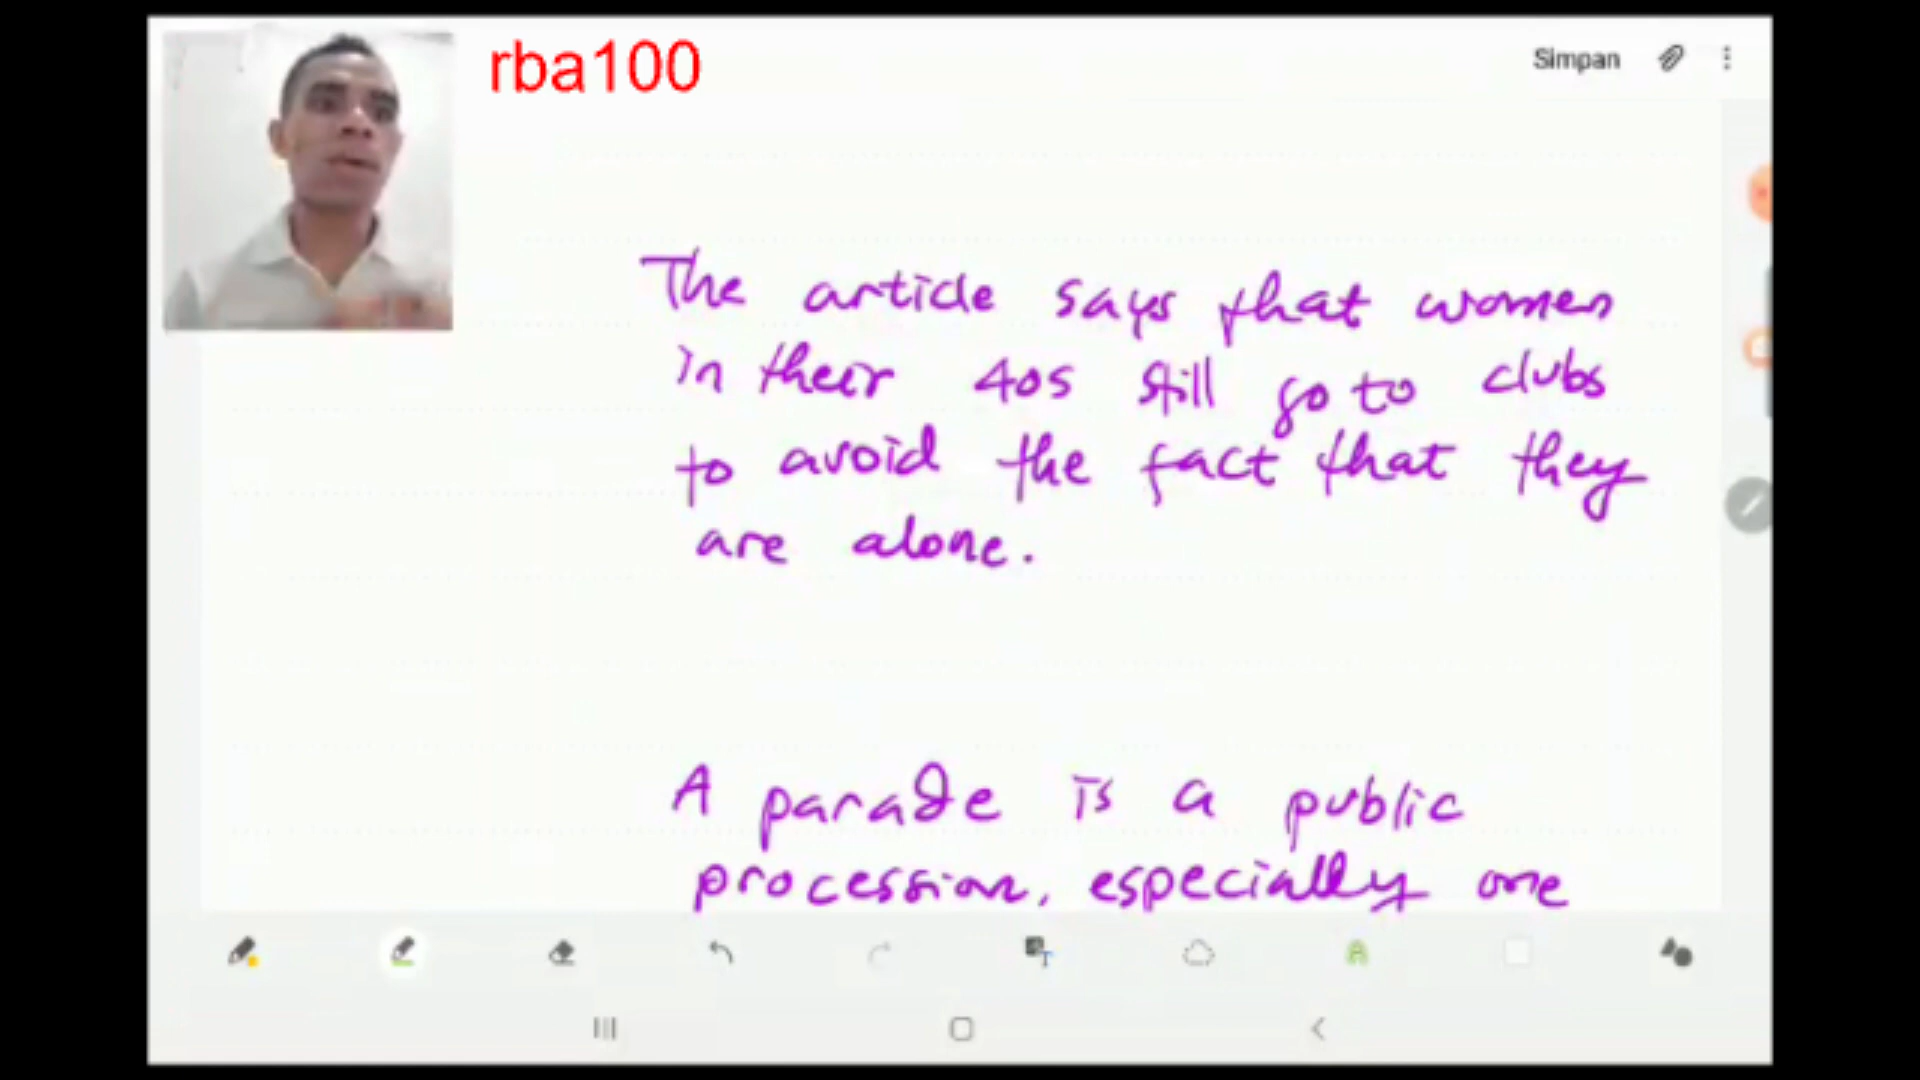 rba100
Simpan
The article says that women
in their 40s still go to clubs
to avoid the fact that they
are alone.
A parade is a public
procession, especially one